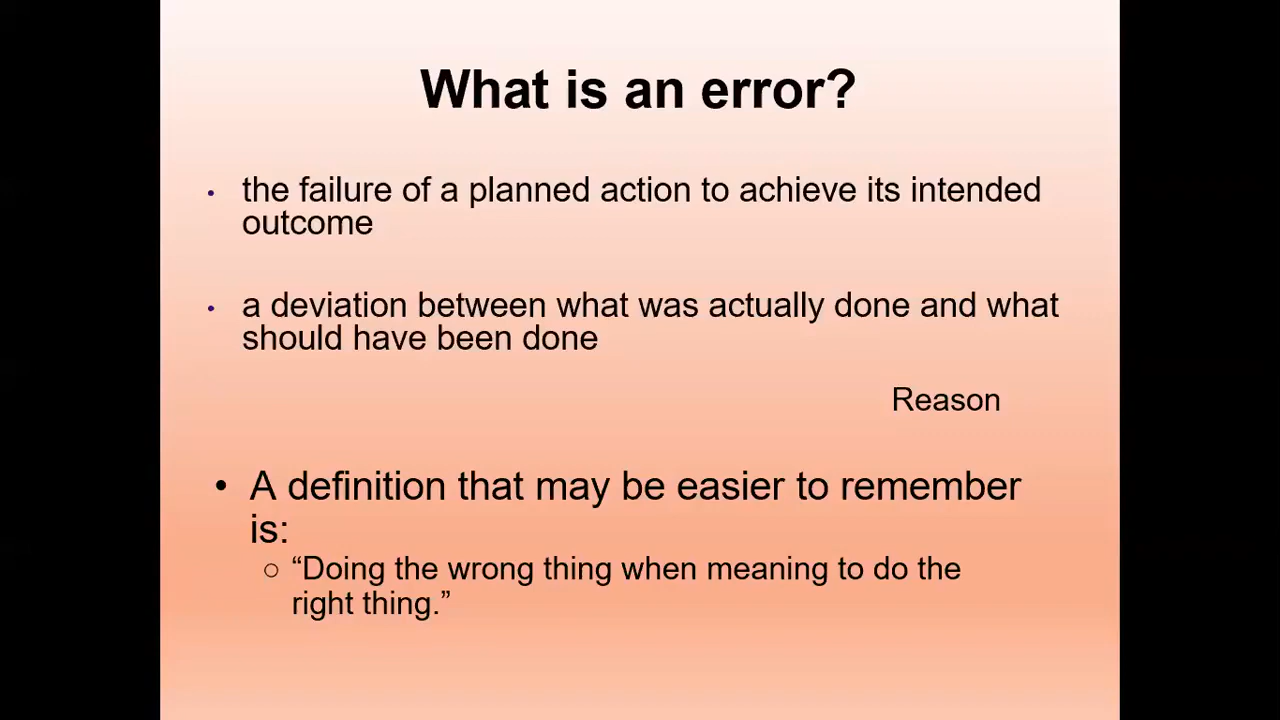 What is an error?
• the failure of a planned action to achieve its intended
outcome
• a deviation between what was actually done and what
should have been done
Reason
• A definition that may be easier to remember
is:
○ “Doing the wrong thing when meaning to do the
right thing.”